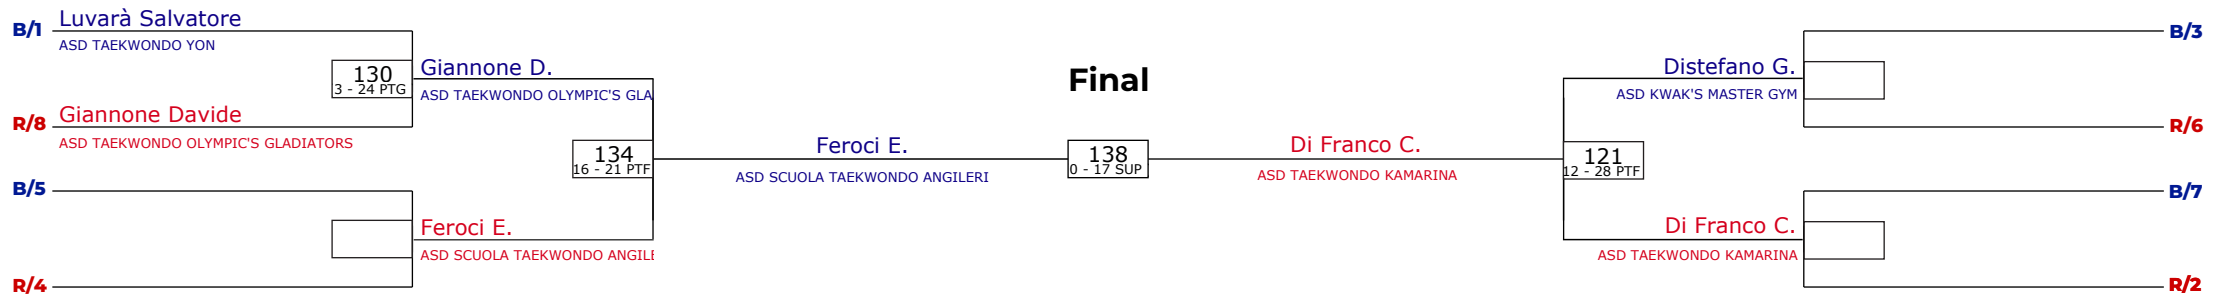 B/1
Luvarà Salvatore
ASD TAEKWONDO YON
130
3 - 24 PTG
R/8
Giannone Davide
ASD TAEKWONDO OLYMPIC'S GLADIATORS
Giannone D.
ASD TAEKWONDO OLYMPIC'S GLA
134
16 - 21 PTF
B/5
R/4
Feroci E.
ASD SCUOLA TAEKWONDO ANGILE
Feroci E.
ASD SCUOLA TAEKWONDO ANGILERI
Final
138
0 - 17 SUP
Di Franco C.
ASD TAEKWONDO KAMARINA
121
12 - 28 PTF
Distefano G.
ASD KWAK'S MASTER GYM
Di Franco C.
ASD TAEKWONDO KAMARINA
B/3
R/6
B/7
R/2